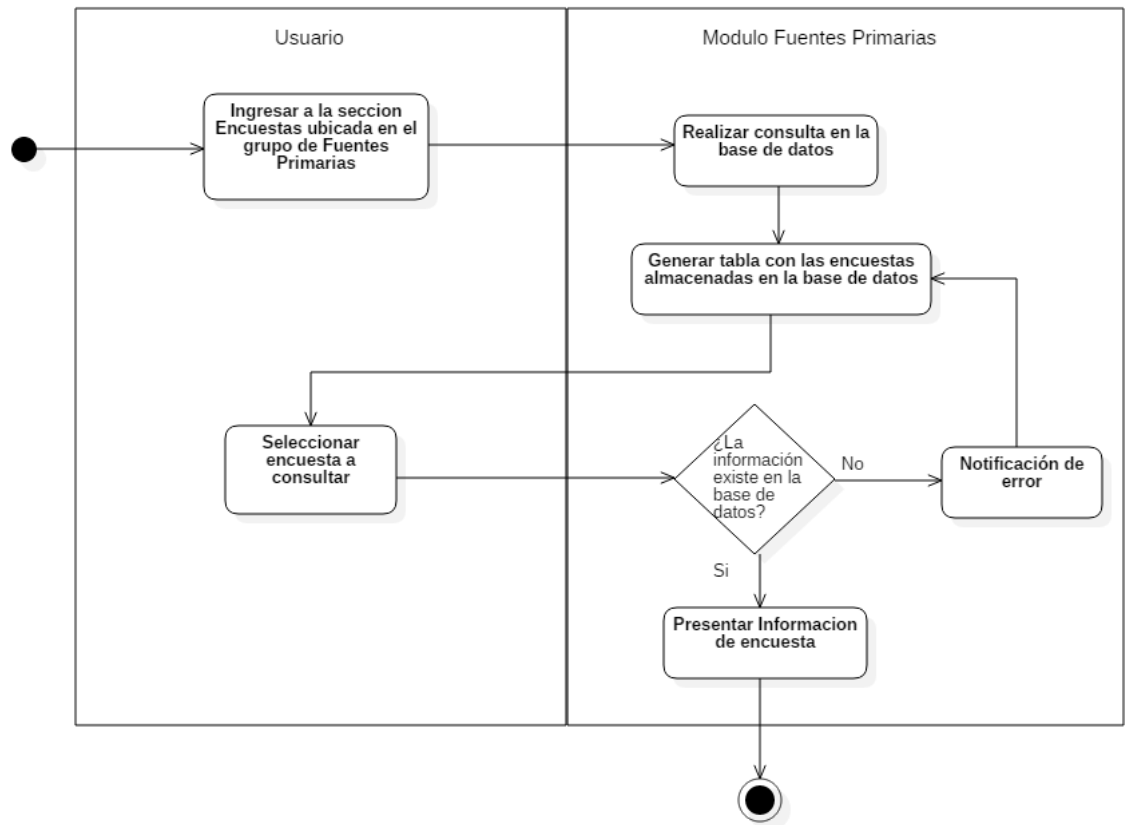 Usuario
Modulo Fuentes Primarias
Ingresar a la seccion
Encuestas ubicada en el
grupo de Fuentes
Primarias
Realizar consulta en la
base de datos
Generar tabla con las encuestas
almacenadas en la base de datos
Seleccionar
encuesta a
consultar
¿La
información
existe en la
base de
datos?
No
Notificación de
error
Si
Presentar Informacion
de encuesta